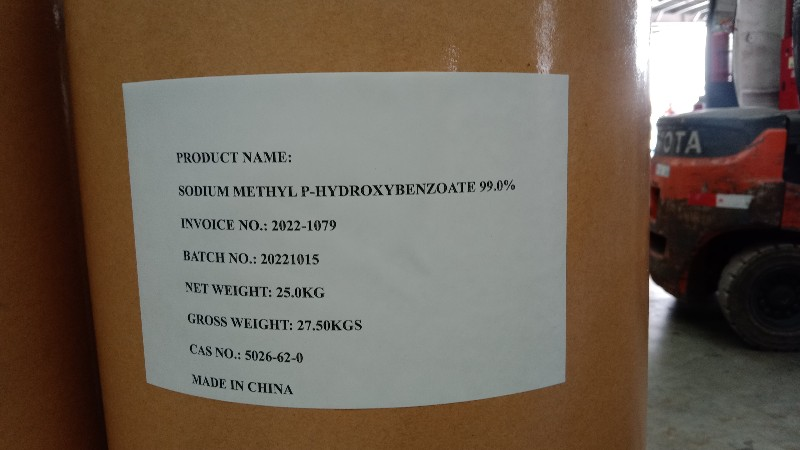 PRODUCT NAME:
SODIUM METHYL P-HYDROXYBENZOATE 99.0%
INVOICE NO.: 2022-1079
BATCH NO.: 20221015
NET WEIGHT: 25.0KG
GROSS WEIGHT: 27.50KGS
CAS NO.: 5026-62-0
MADE IN CHINA
OTA